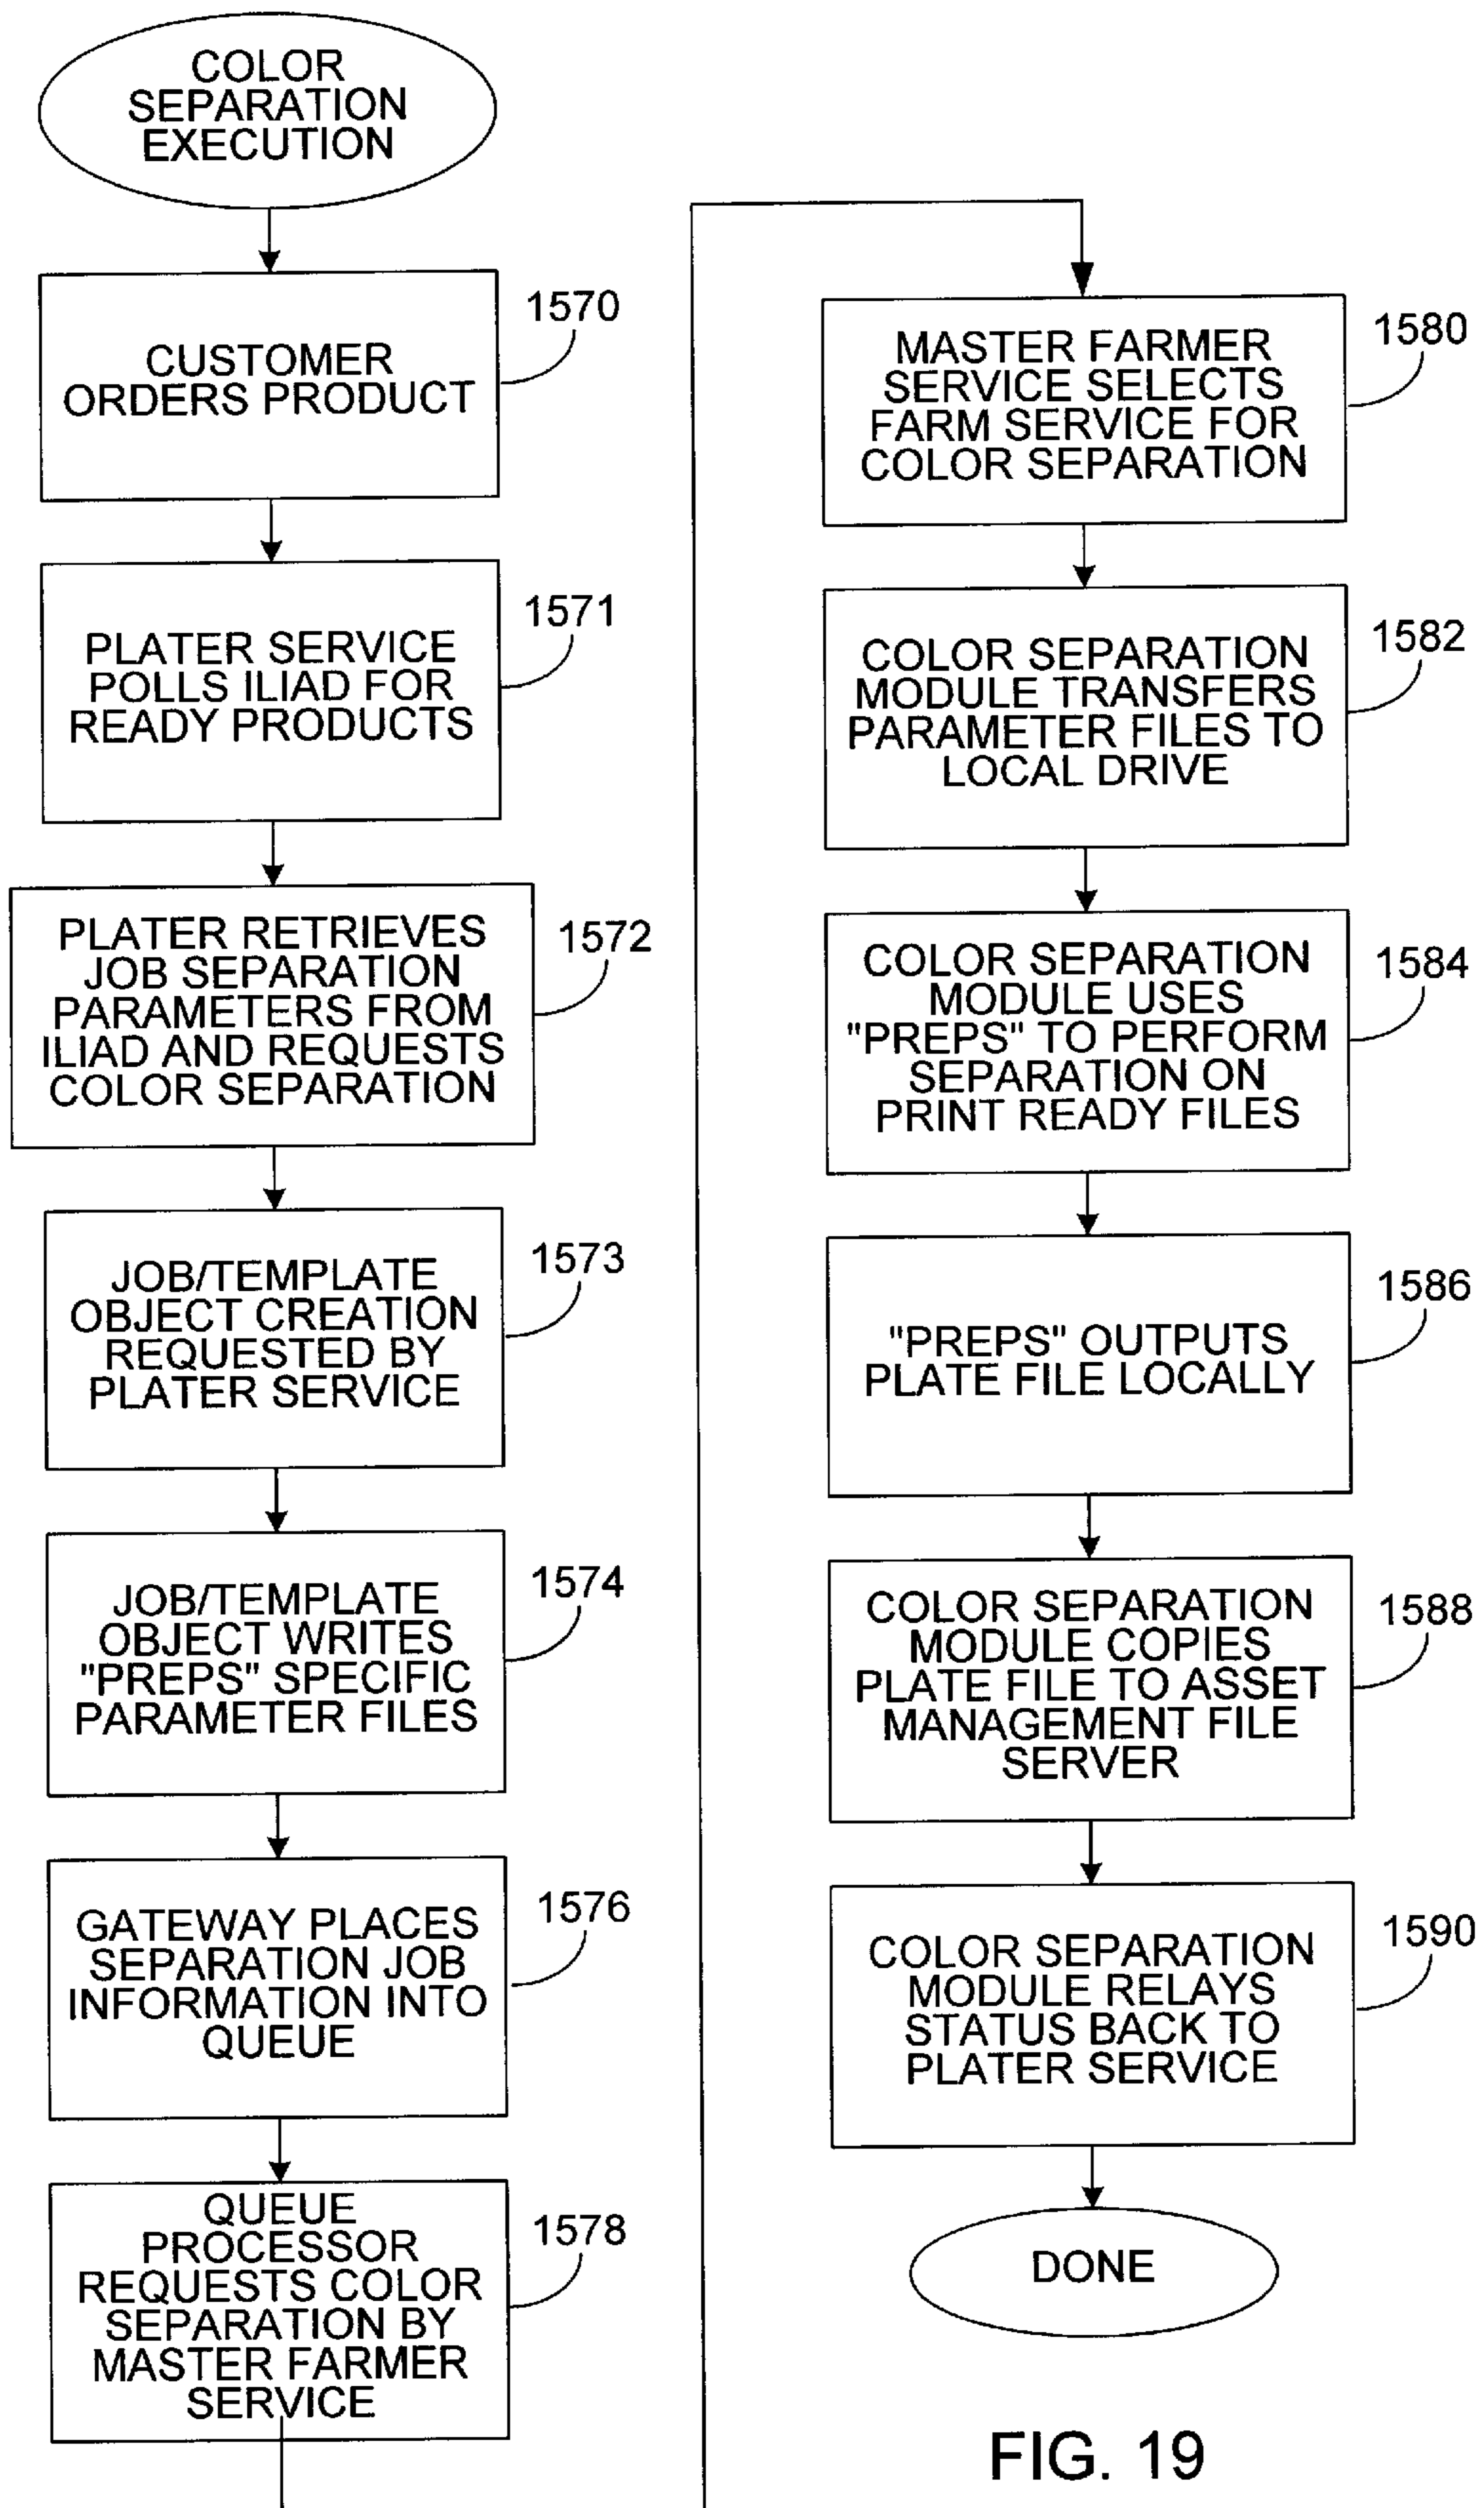 COLOR
SEPARATION
EXECUTION
1570
CUSTOMER
ORDERS PRODUCT
1571
PLATER SERVICE
POLLS ILIAD FOR
READY PRODUCTS
1572
PLATER RETRIEVES
JOB SEPARATION
PARAMETERS FROM
ILIAD AND REQUESTS
COLOR SEPARATION
1573
JOB/TEMPLATE
OBJECT CREATION
REQUESTED BY
PLATER SERVICE
1574
JOB/TEMPLATE
OBJECT WRITES
"PREPS" SPECIFIC
PARAMETER FILES
1576
GATEWAY PLACES
SEPARATION JOB
INFORMATION INTO
QUEUE
1578
QUEUE
PROCESSOR
REQUESTS COLOR
SEPARATION BY
MASTER FARMER
SERVICE
1580
MASTER FARMER
SERVICE SELECTS
FARM SERVICE FOR
COLOR SEPARATION
1582
COLOR SEPARATION
MODULE TRANSFERS
PARAMETER FILES TO
LOCAL DRIVE
1584
COLOR SEPARATION
MODULE USES
"PREPS" TO PERFORM
SEPARATION ON
PRINT READY FILES
1586
"PREPS" OUTPUTS
PLATE FILE LOCALLY
1588
COLOR SEPARATION
MODULE COPIES
PLATE FILE TO ASSET
MANAGEMENT FILE
SERVER
1590
COLOR SEPARATION
MODULE RELAYS
STATUS BACK TO
PLATER SERVICE
DONE
FIG. 19